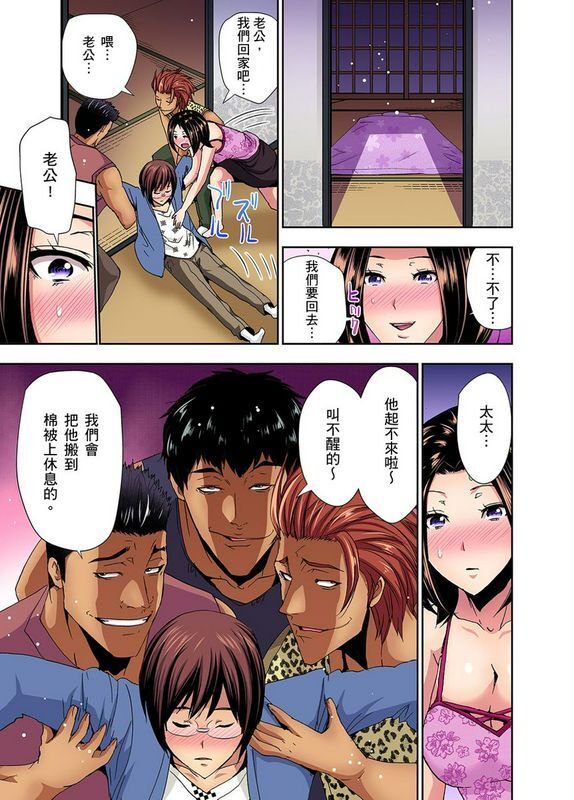 不…不了…
我們要回去…
老公，
我們回家吧…
喂…
老公…
ズル
ズル
老公！
ヒクッ
太太…
他起不來啦～
叫不醒的～
我們會
把他搬到
棉被上休息的。